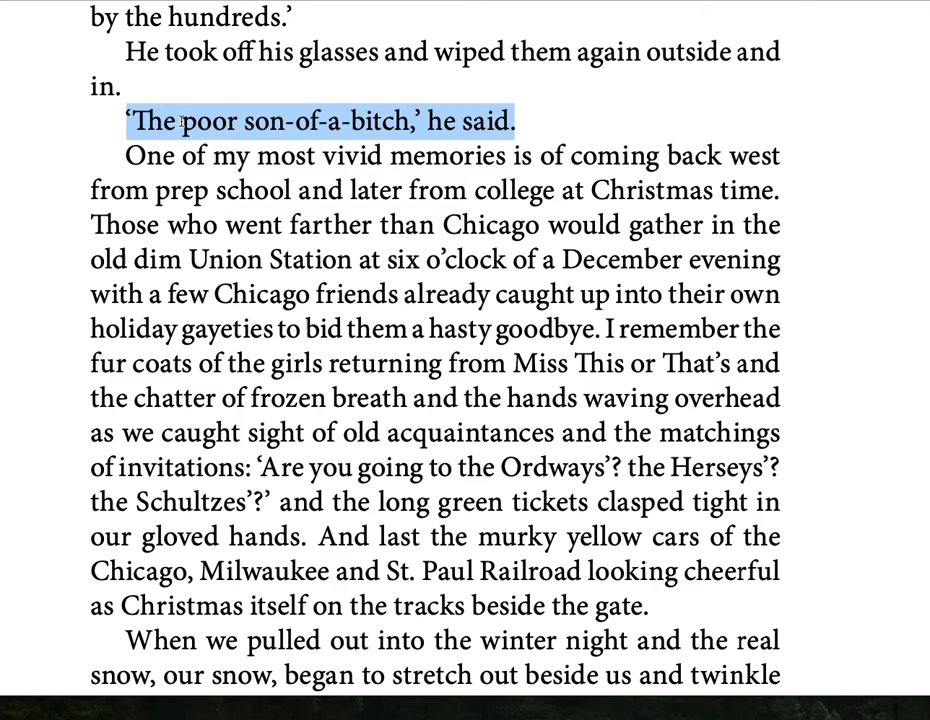 by the hundreds.’
He took off his glasses and wiped them again outside and
in.
‘The poor son-of-a-bitch,’ he said.
One of my most vivid memories is of coming back west
from prep school and later from college at Christmas time.
Those who went farther than Chicago would gather in the
old dim Union Station at six o’clock of a December evening
with a few Chicago friends already caught up into their own
holiday gayeties to bid them a hasty goodbye. I remember the
fur coats of the girls returning from Miss This or That’s and
the chatter of frozen breath and the hands waving overhead
as we caught sight of old acquaintances and the matchings
of invitations: ‘Are you going to the Ordways’? the Herseys’?
the Schultzes’?’ and the long green tickets clasped tight in
our gloved hands. And last the murky yellow cars of the
Chicago, Milwaukee and St. Paul Railroad looking cheerful
as Christmas itself on the tracks beside the gate.
When we pulled out into the winter night and the real
snow, our snow, began to stretch out beside us and twinkle